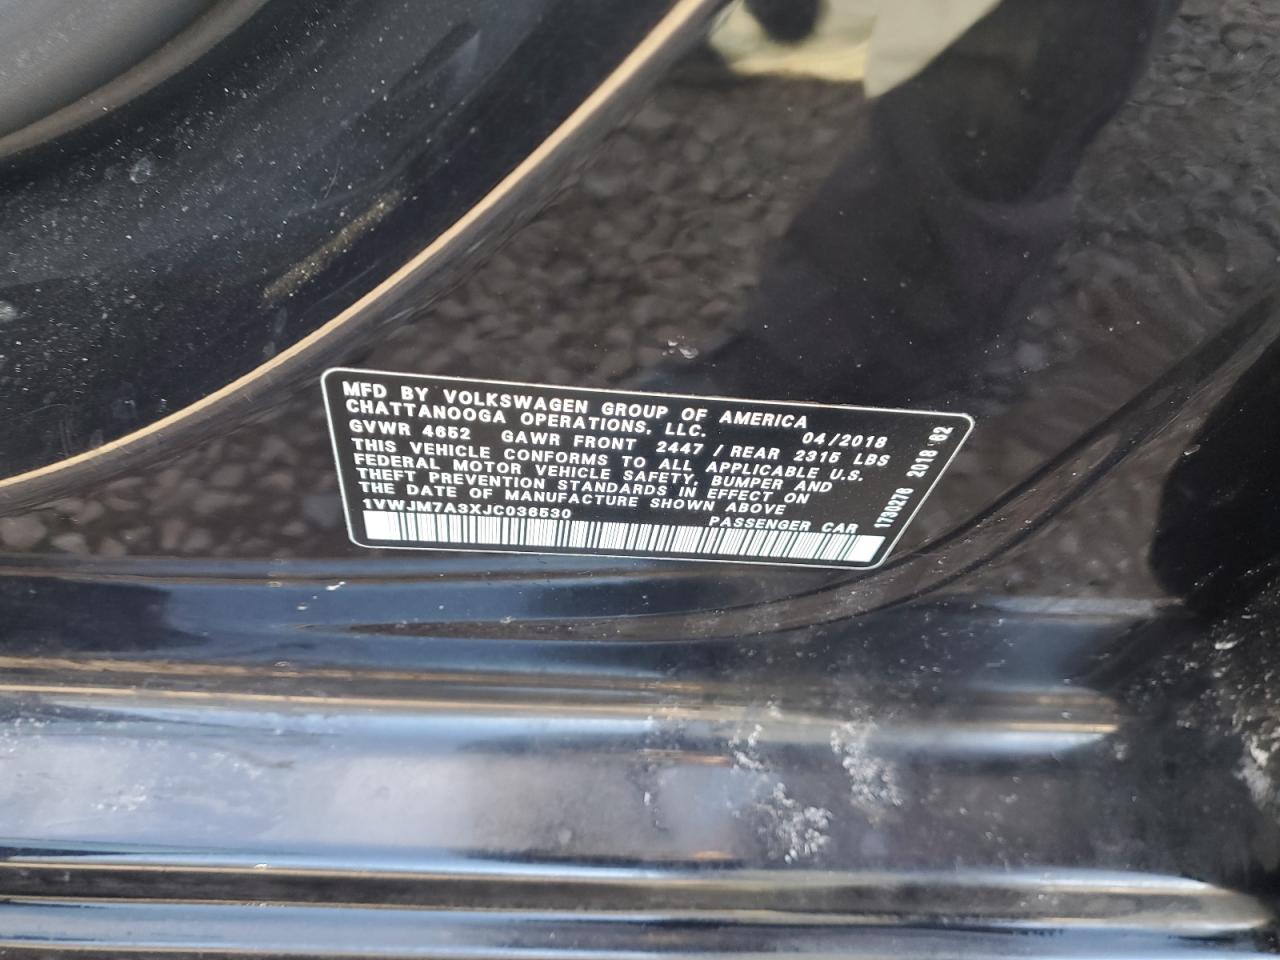 MFD BY VOLKSWAGEN GROUP OF AMERICA
CHATTANOOGA OPERATIONS, LLC. 04/2018
GVWR 4652 GAWR FRONT 2447 / REAR 2315 LBS
THIS VEHICLE CONFORMS TO ALL APPLICABLE U.S.
FEDERAL MOTOR VEHICLE SAFETY, BUMPER AND
THEFT PREVENTION STANDARDS IN EFFECT ON
THE DATE OF MANUFACTURE SHOWN ABOVE
1VWJM7A3XJC036530 PASSENGER CAR
1730276 2018 62